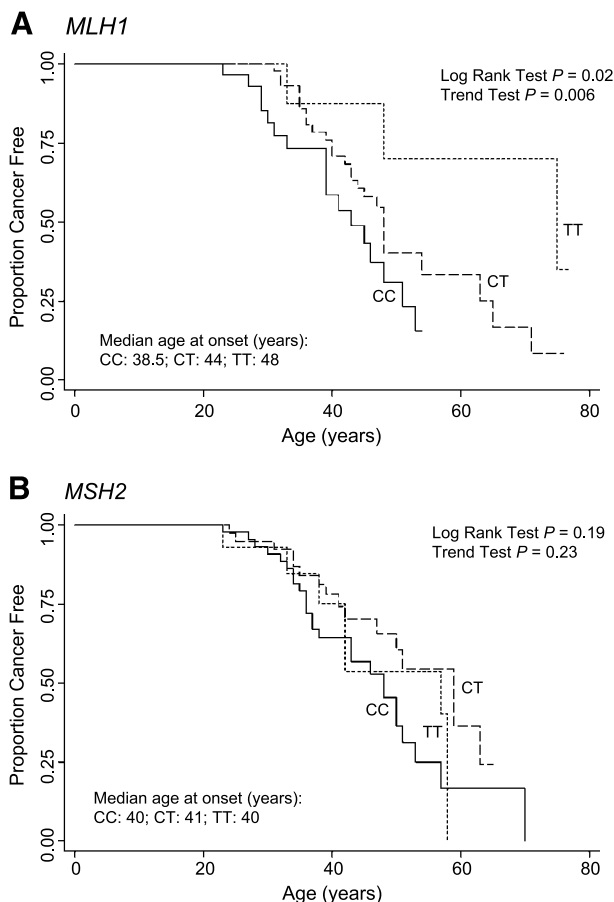 A MLH1
1.00
0.75
0.50
0.25
0.00
Proportion Cancer Free
Log Rank Test P = 0.02
Trend Test P = 0.006
TT
CT
CC
Median age at onset (years):
CC: 38.5; CT: 44; TT: 48
0 20 40 60 80
Age (years)
B MSH2
1.00
0.75
0.50
0.25
0.00
Proportion Cancer Free
Log Rank Test P = 0.19
Trend Test P = 0.23
CT
CC
TT
Median age at onset (years):
CC: 40; CT: 41; TT: 40
0 20 40 60 80
Age (years)